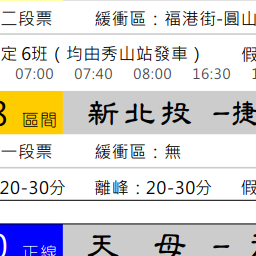 二段票 緩衝區：福港街-圓山
定 6班（均由秀山站發車） 假
07:00 07:40 08:00 16:30 1
8 區間 新北投 -捷
一段票 緩衝區：無
20-30分 離峰：20-30分 假
0 正線 天 母 -